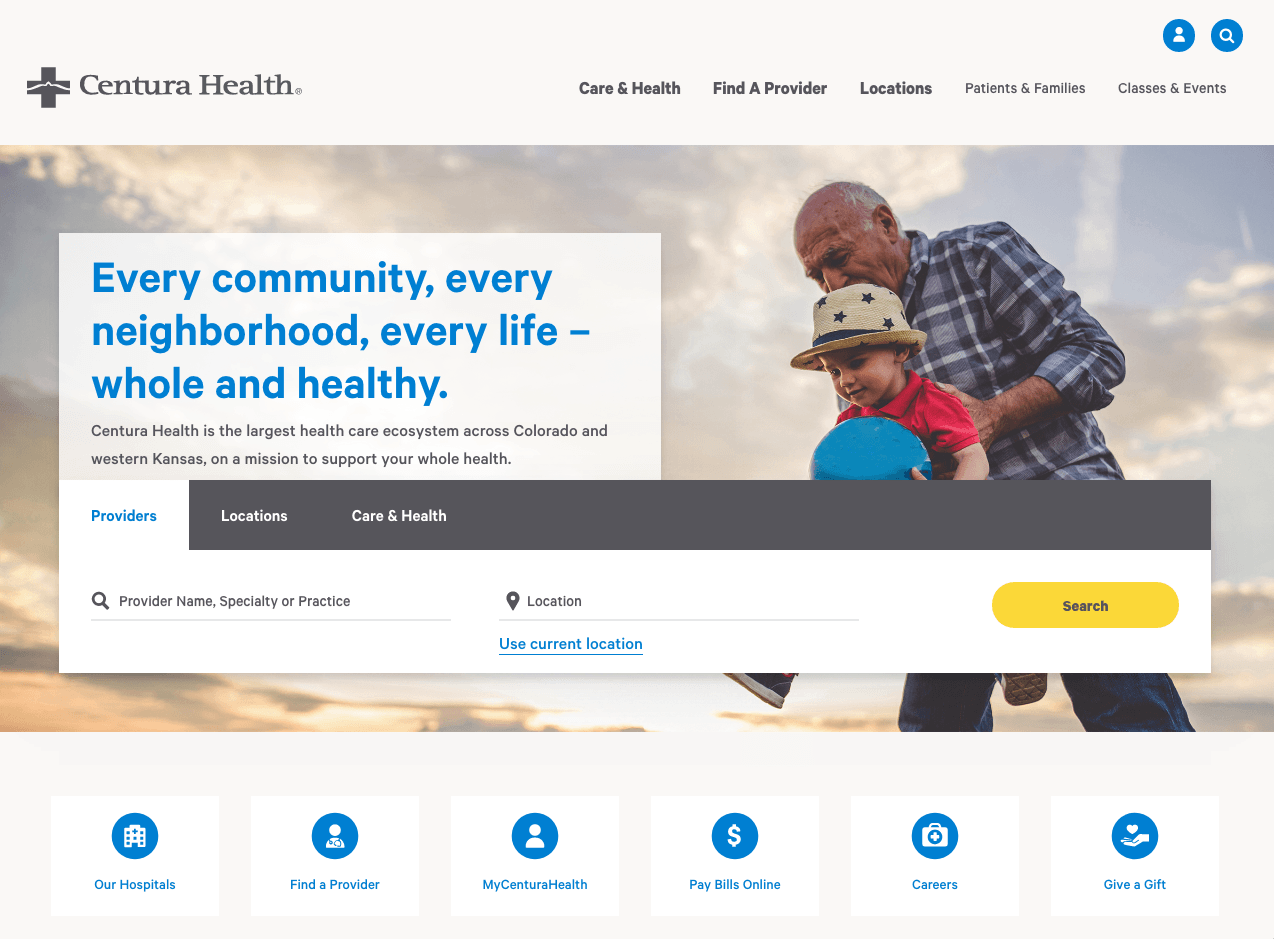 Centura Health®
Care & Health
Find A Provider
Locations
Patients & Families
Classes & Events
Every community, every
neighborhood, every life –
whole and healthy.
Centura Health is the largest health care ecosystem across Colorado and
western Kansas, on a mission to support your whole health.
Providers
Locations
Care & Health
Provider Name, Specialty or Practice
Location
Search
Use current location
Our Hospitals
Find a Provider
MyCenturaHealth
Pay Bills Online
Careers
Give a Gift